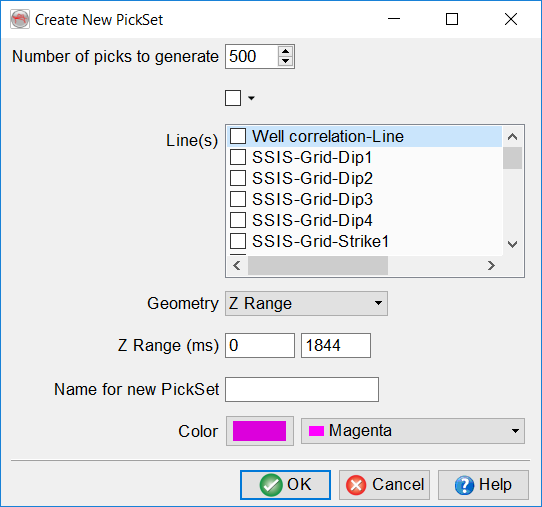 Create New PickSet
Number of picks to generate 500
Line(s)
Well correlation-Line
SSIS-Grid-Dip1
SSIS-Grid-Dip2
SSIS-Grid-Dip3
SSIS-Grid-Dip4
SSIS-Grid-Strike1
Geometry Z Range
Z Range (ms) 0 1844
Name for new PickSet
Color Magenta
OK Cancel Help